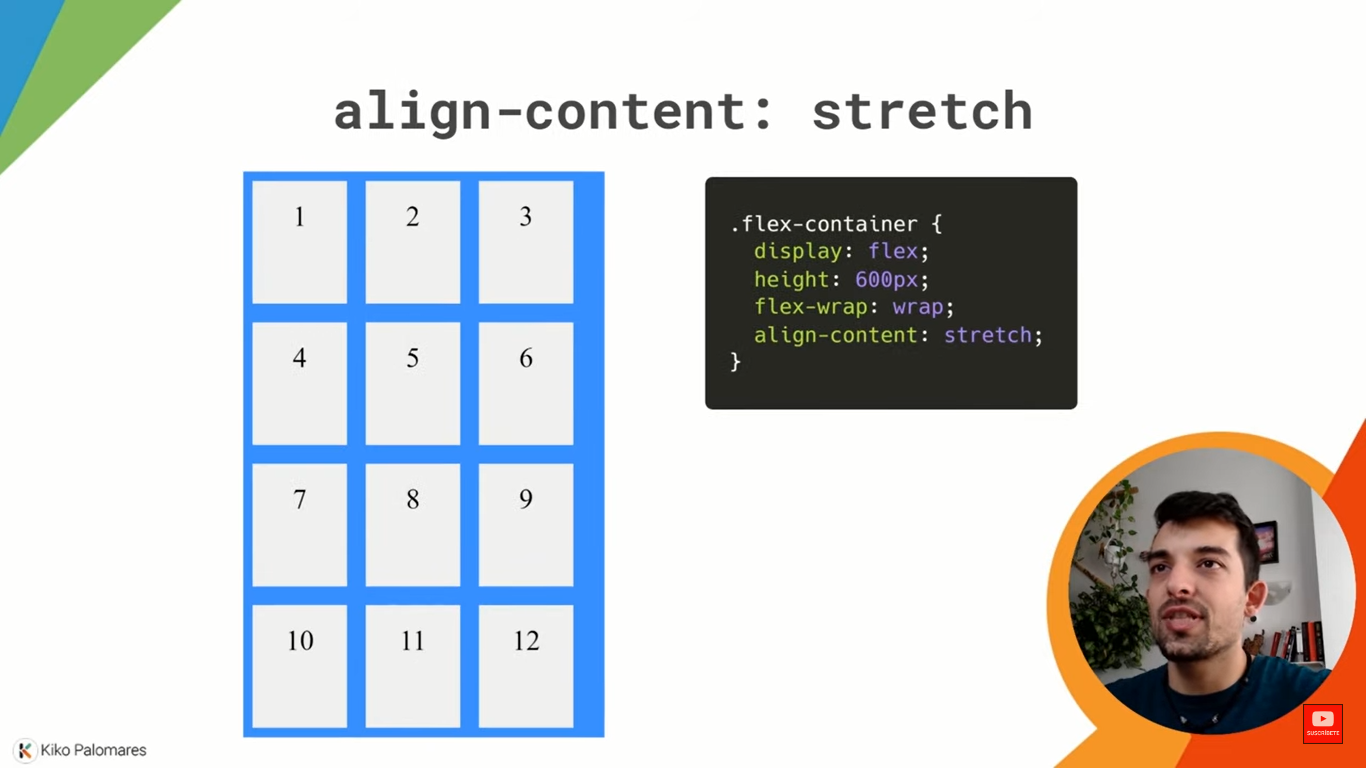 align-content: stretch
1 2 3
4 5 6
7 8 9
10 11 12
.flex-container {
display: flex;
height: 600px;
flex-wrap: wrap;
align-content: stretch;
}
Kiko Palomares
SUSCRÍBETE